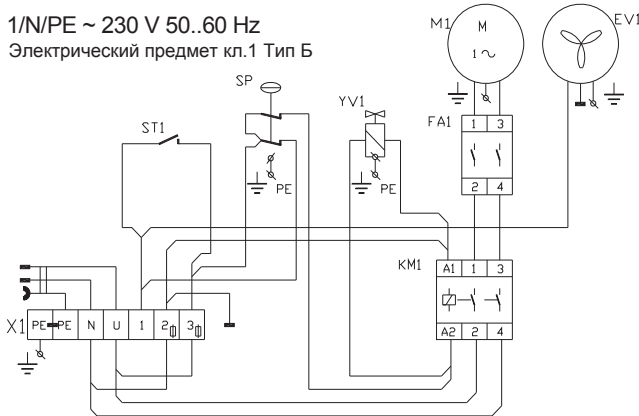 1/N/PE ~ 230 V 50..60 Hz
Электрический предмет кл.1 Тип Б
M1
M
1 ~
EV1
SP
YV1
ST1
FA1
1 3
2 4
PE
PE
KM1
A1 1 3
A2 2 4
X1
PE PE N U 1 2 3